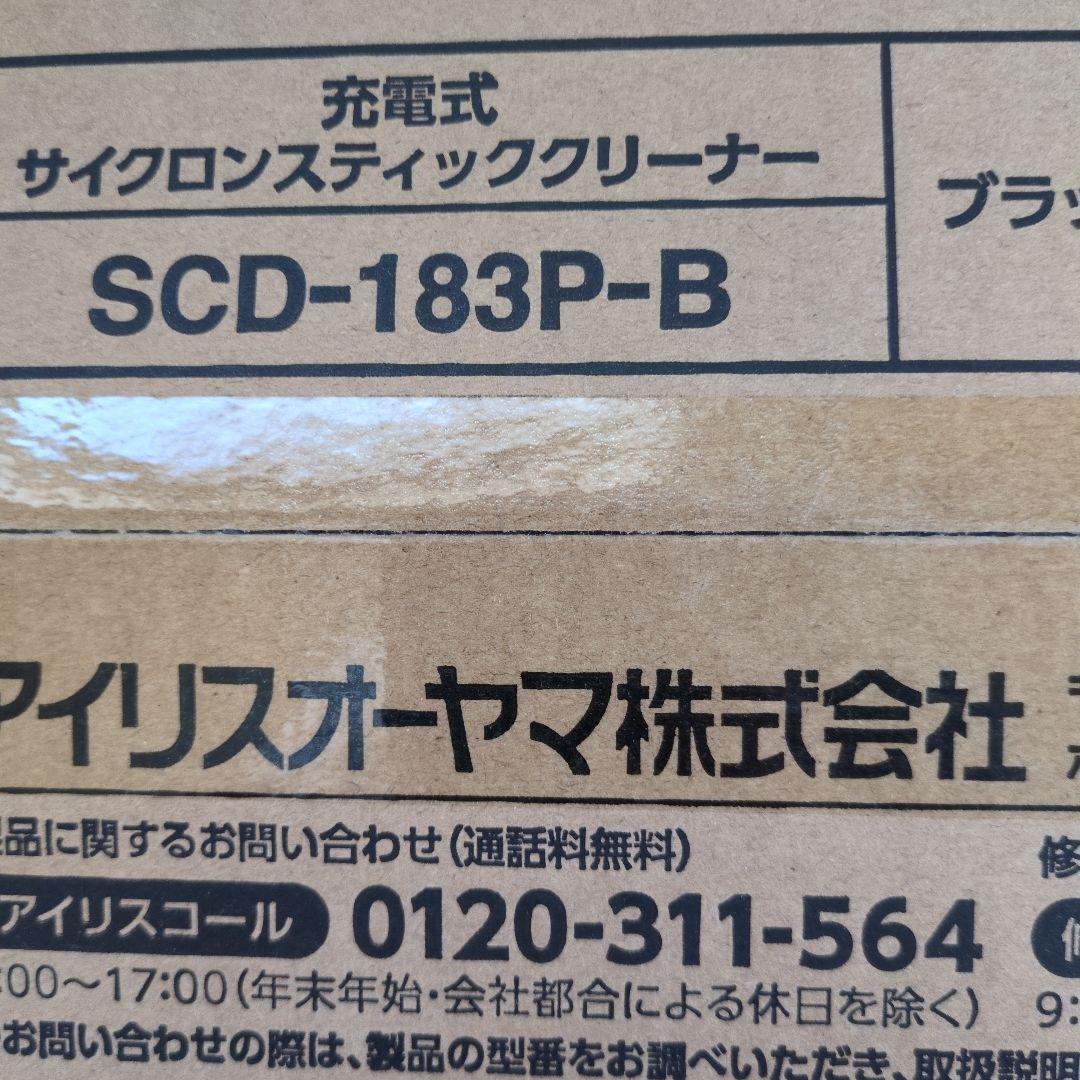 充電式
サイクロンスティッククリーナー
ブラッ
SCD-183P-B
アイリスオーヤマ株式会社
製品に関するお問い合わせ(通話料無料)
アイリスコール 0120-311-564
:00～17:00(年末年始・会社都合による休日を除く)
修
9:
お問い合わせの際は、製品の型番をお調べいただき、取扱説明